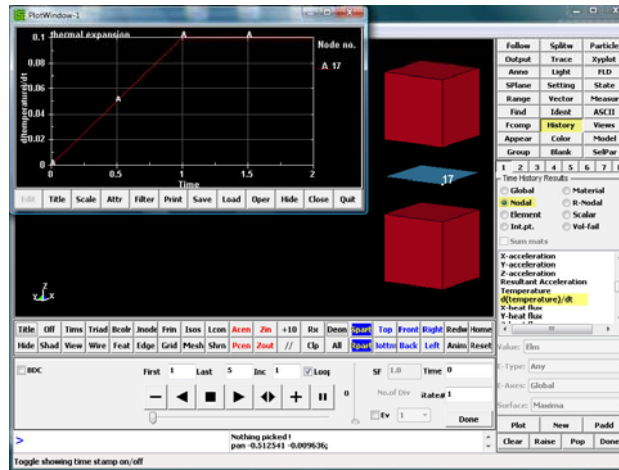 PlotWindow-1
thermal expansion
Node no.
A 17
d(temperature)/dt
0.1
0.08
0.06
0.04
0.02
0
A
A
A
A
0 0.5 1 1.5 2
Time
Edit Title Scale Attr Filter Print Save Load Oper Hide Close Quit
17
Z
Y X
Follow Splitw Particle
Output Trace Xyplot
Anno Light FLD
SPlane Setting State
Range Vector Measur
Find Ident ASCII
Fcomp History Views
Appear Color Model
Group Blank SelPar
1 2 3 4 5 6 7
Time History Results
Global Material
Nodal R-Nodal
Element Scalar
Int.pt. Vol-fail
Sum mats
X-acceleration
Y-acceleration
Z-acceleration
Resultant Acceleration
Temperature
d(temperature)/dt
X-heat flux
Y-heat flux
Value: Elm
E-Type: Any
E-Axes: Global
Surface: Maxima
Plot New Padd
Clear Raise Pop Done
Title Off Tims Triad Bcolr Jnode Frin Isos Lcon Acen Zin +10 Rx Deon Spart Top Front Right Redw Home
Hide Shad View Wire Feat Edge Grid Mesh Shrn Pcen Zout // Clp All Rpart Bottm Back Left Anim Reset
BDC
First 1 Last 5 Inc 1 Loop
SF 1.0 Time 0
0 No.of Div itate# 1
Ev 1 Done
>
Nothing picked !
pan -0.512541 -0.009636;
Toggle showing time stamp on/off